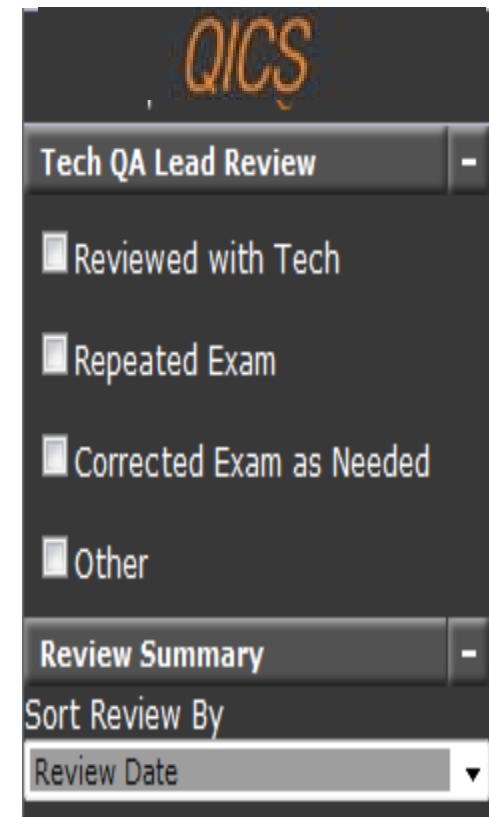 QICS
Tech QA Lead Review -
Reviewed with Tech
Repeated Exam
Corrected Exam as Needed
Other
Review Summary -
Sort Review By
Review Date